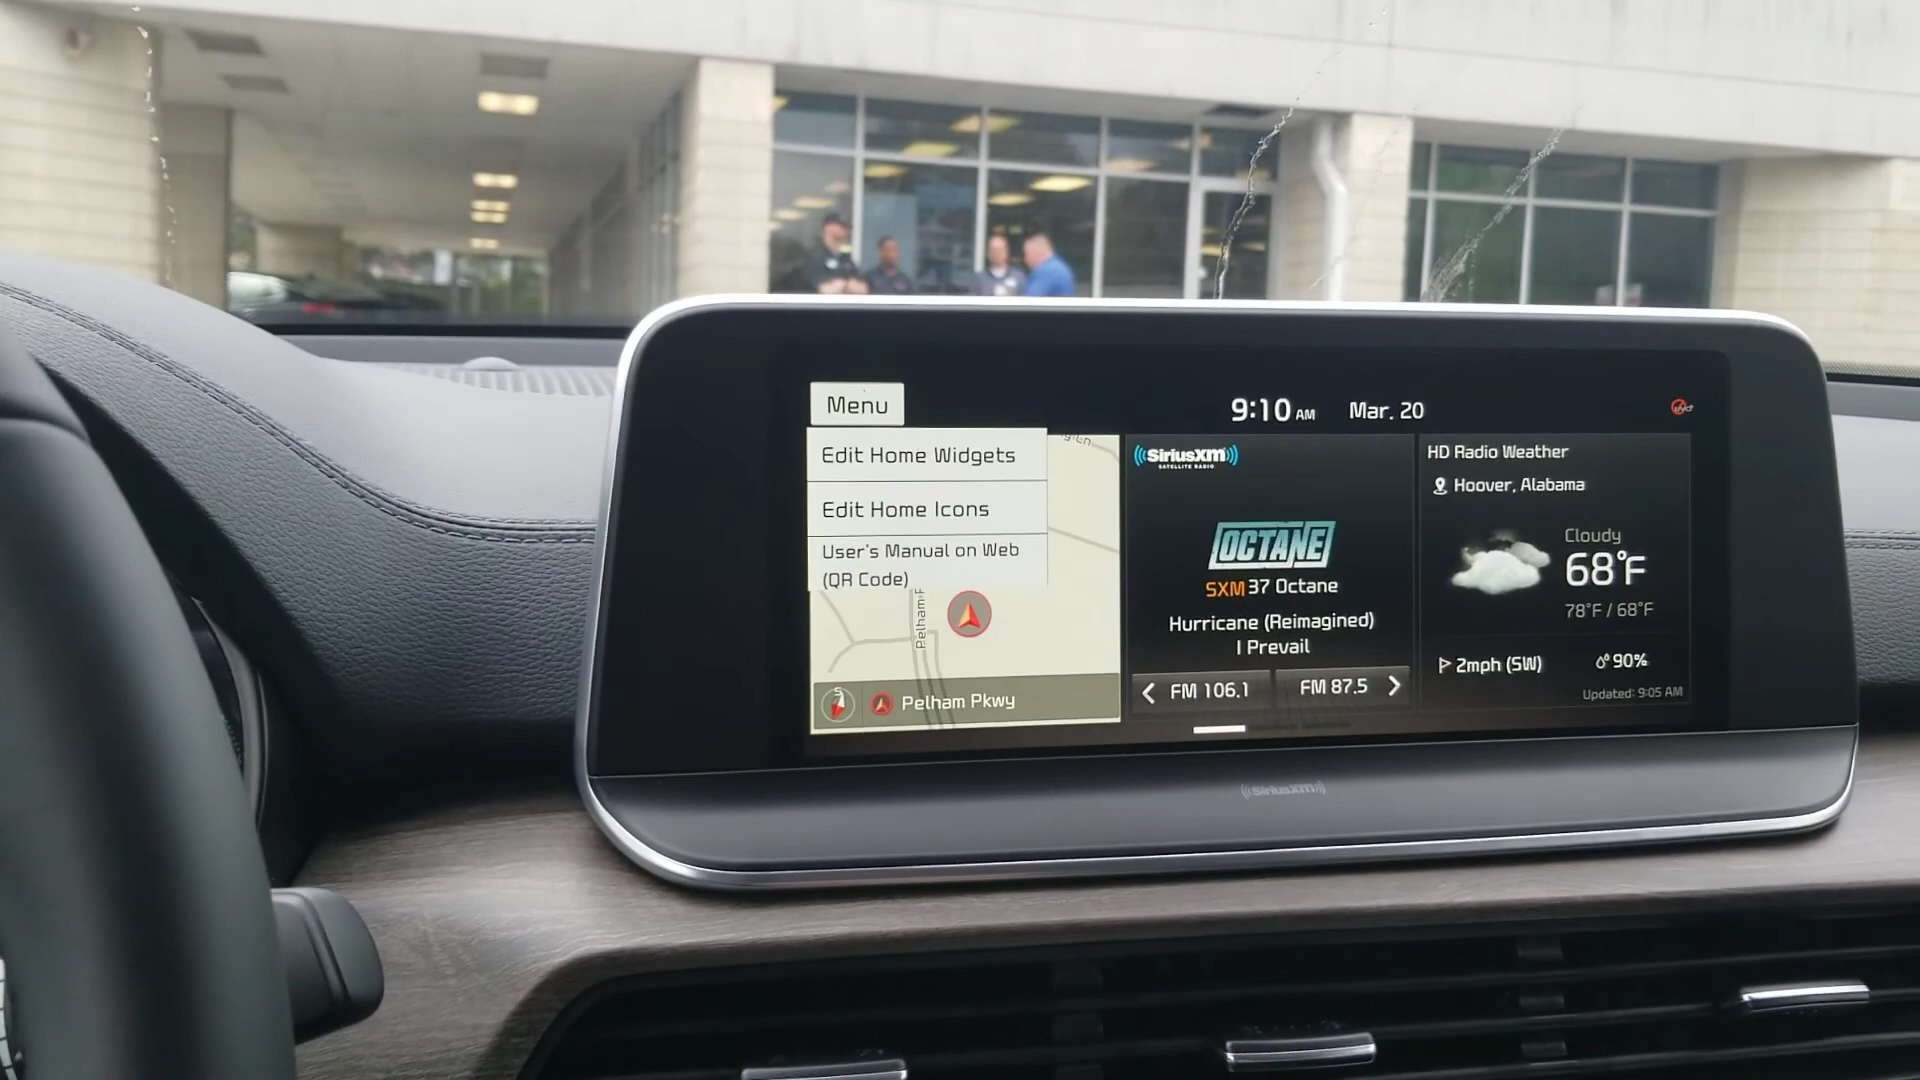 Menu
9:10 AM
Mar. 20
Edit Home Widgets
Edit Home Icons
User's Manual on Web
(QR Code)
Pelham
S
Pelham Pkwy
SiriusXM
SATELLITE RADIO
OCTANE
SXM 37 Octane
Hurricane (Reimagined)
I Prevail
FM 106.1
FM 87.5
HD Radio Weather
Hoover, Alabama
Cloudy
68°F
78°F / 68°F
2mph (SW)
90%
Updated: 9:05 AM
SiriusXM